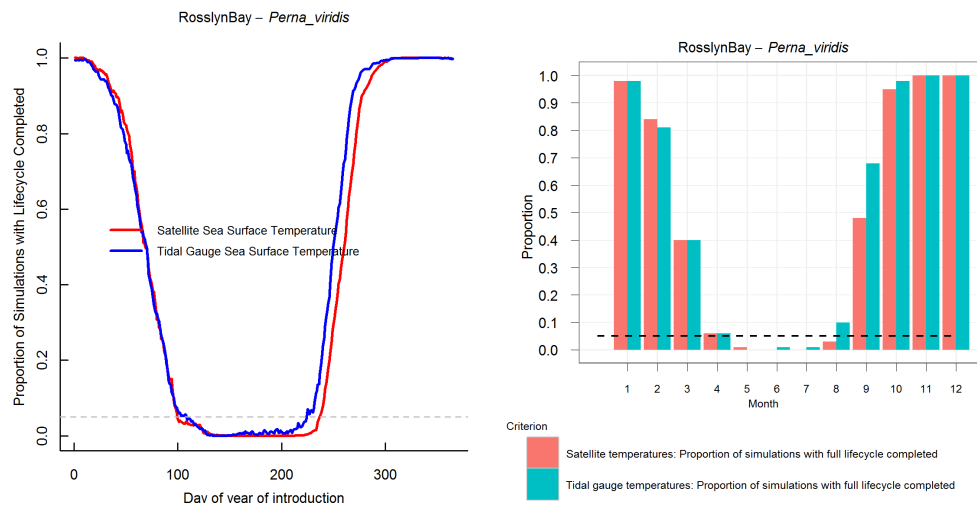 RosslynBay – Perna_viridis
Proportion of Simulations with Lifecycle Completed
1.0
0.8
0.6
0.4
0.2
0.0
Satellite Sea Surface Temperature
Tidal Gauge Sea Surface Temperature
0 100 200 300
Day of year of introduction
RosslynBay – Perna_viridis
Proportion
1.0
0.9
0.8
0.7
0.6
0.5
0.4
0.3
0.2
0.1
0.0
1 2 3 4 5 6 7 8 9 10 11 12
Month
Criterion
Satellite temperatures: Proportion of simulations with full lifecycle completed
Tidal gauge temperatures: Proportion of simulations with full lifecycle completed